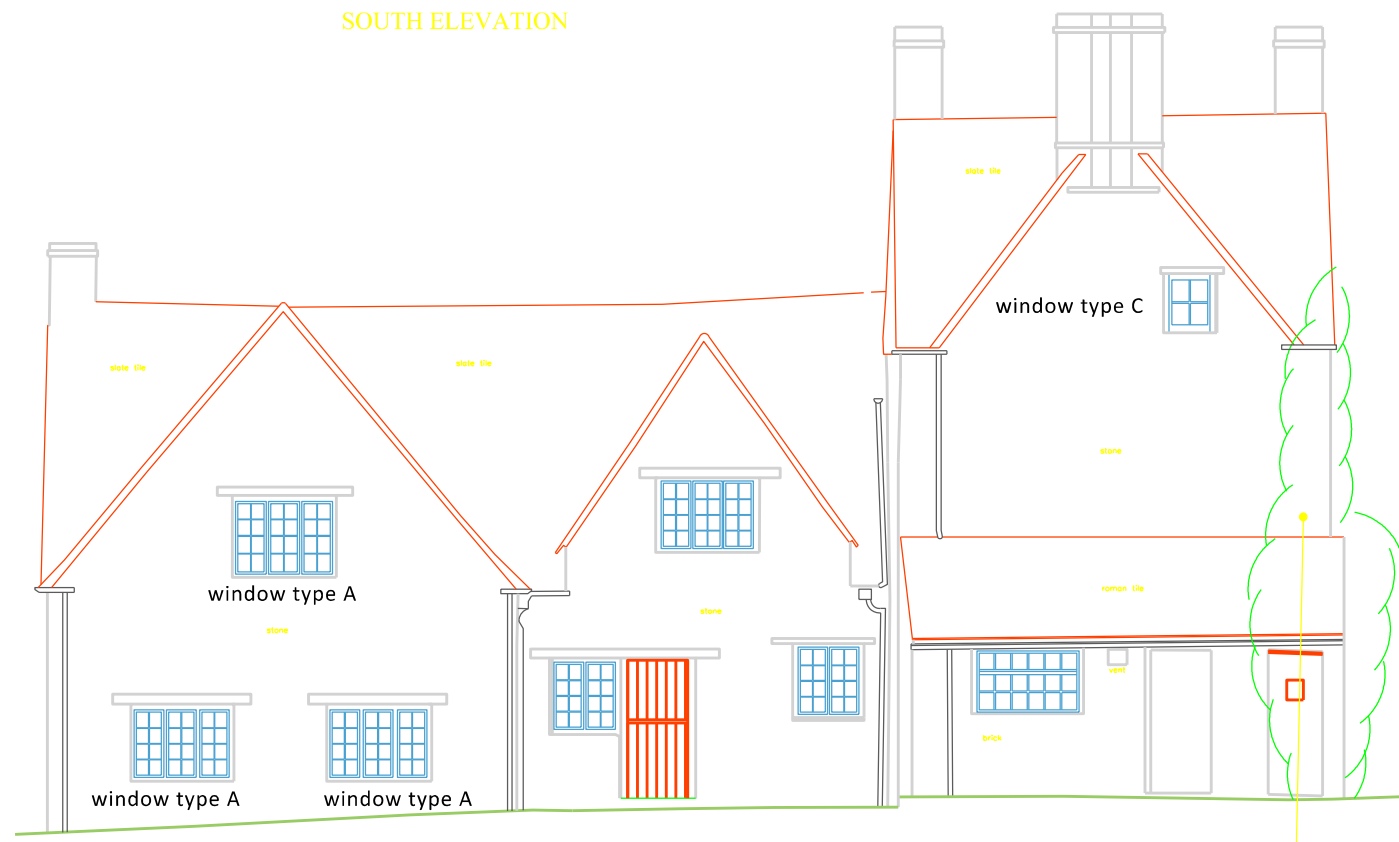 SOUTH ELEVATION
slate tile
window type C
slate tile
slate tile
stone
roman tile
window type A
stone
stone
vent
brick
window type A
window type A